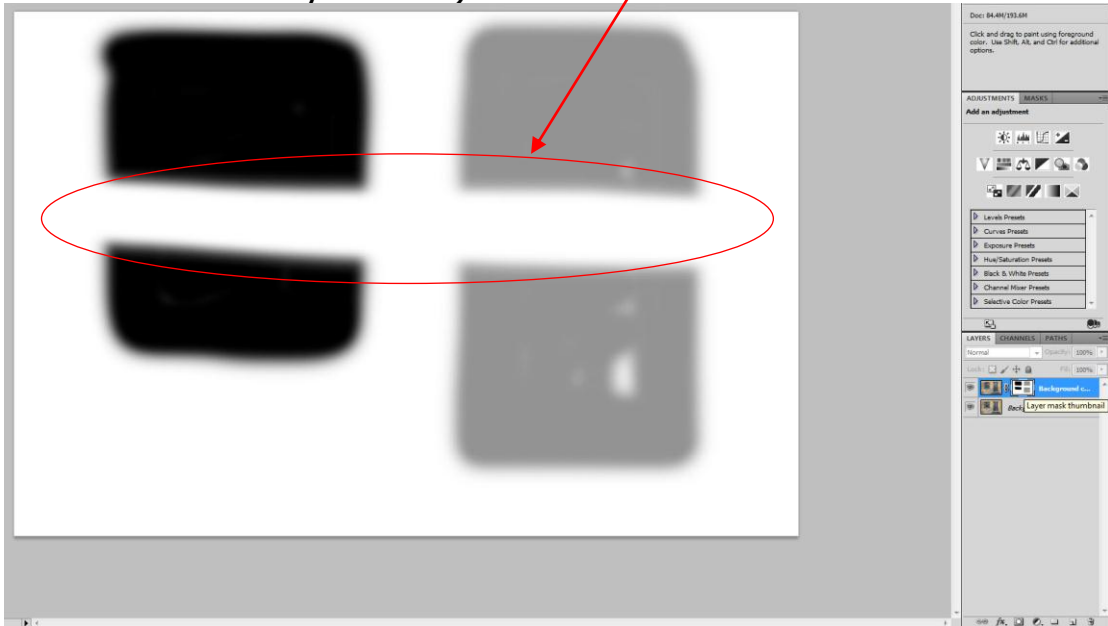 Doc: 84.4M/193.6M
Click and drag to paint using foreground
color. Use Shift, Alt, and Ctrl for additional
options.
ADJUSTMENTS MASKS
Add an adjustment
Levels Presets
Curves Presets
Exposure Presets
Hue/Saturation Presets
Black & White Presets
Channel Mixer Presets
Selective Color Presets
LAYERS CHANNELS PATHS
Normal Opacity: 100%
Lock: Fill: 100%
Background c...
Layer mask thumbnail